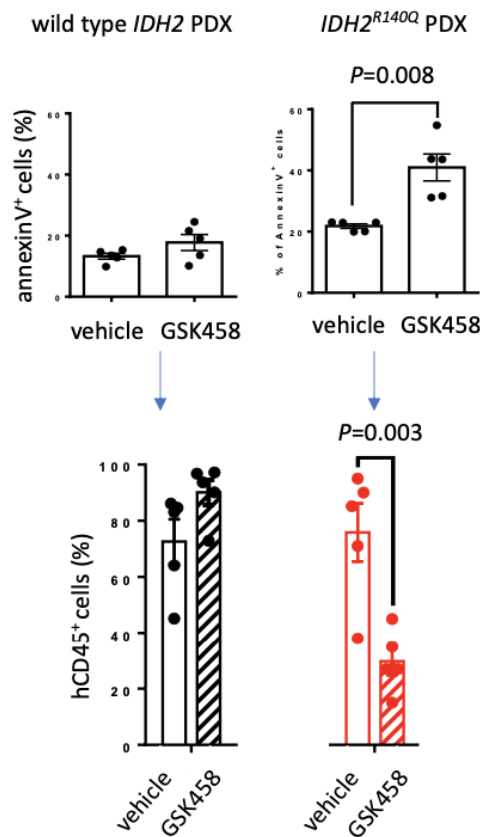 wild type IDH2 PDX
IDH2R140Q PDX
P=0.008
annexinV+ cells (%)
60
40
20
0
vehicle GSK458
% of AnnexinV+ cells
60
40
20
0
vehicle GSK458
hCD45+ cells (%)
100
80
60
40
20
0
vehicle
GSK458
P=0.003
vehicle
GSK458